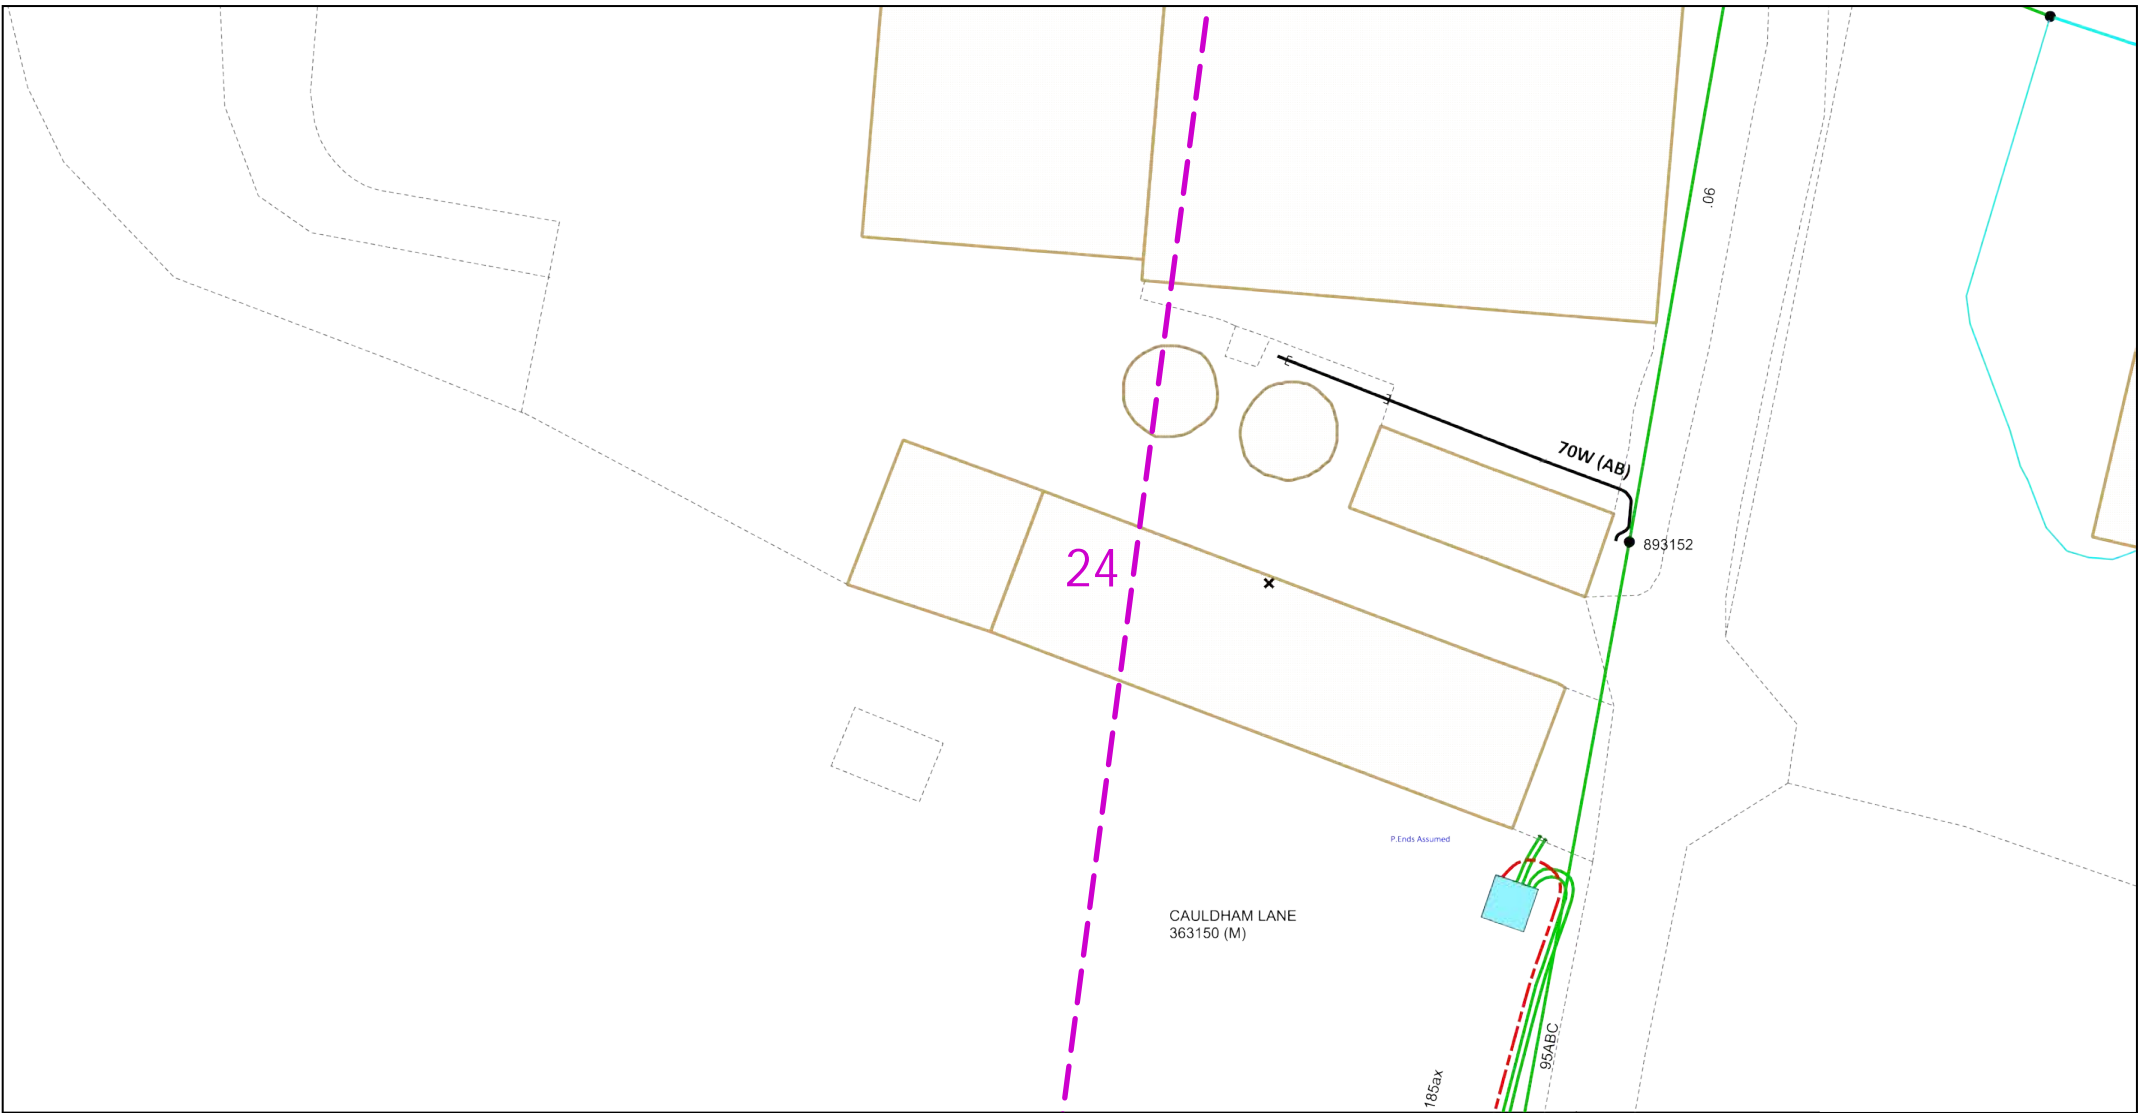 .06
70W (AB)
893152
24
P.Ends Assumed
CAULDHAM LANE
363150 (M)
95ABC
185ax